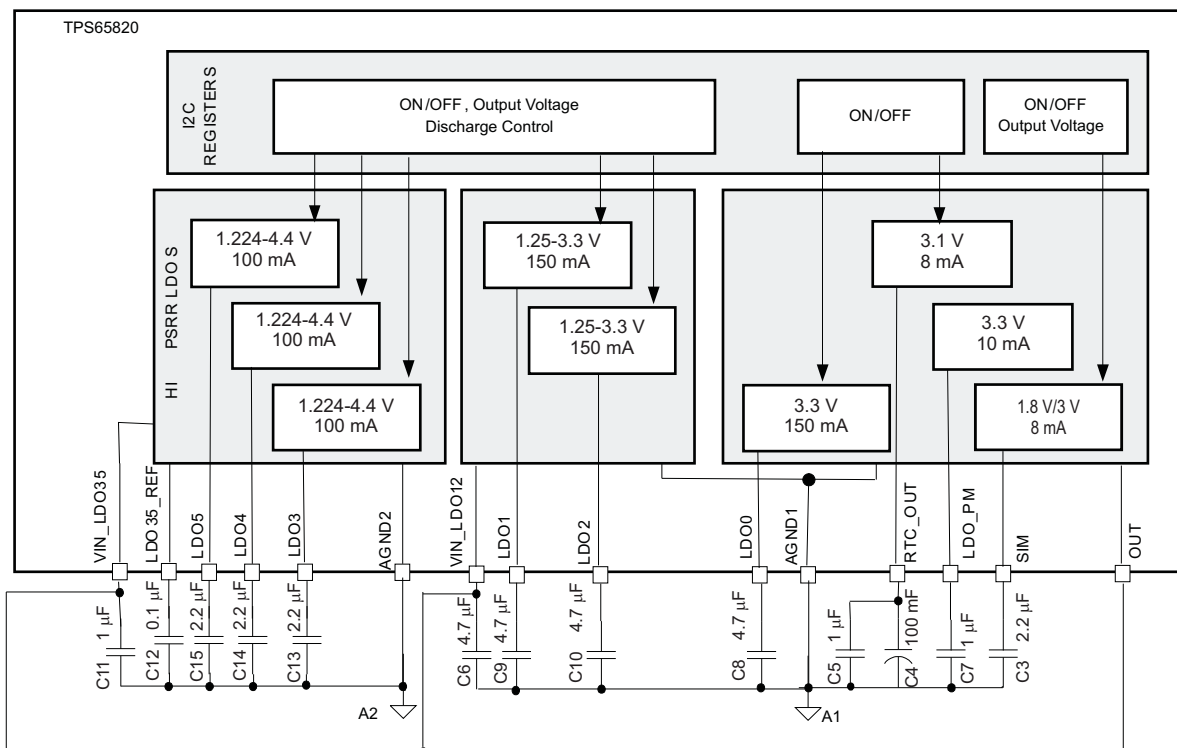 TPS65820
I2C
REGISTERS
ON/OFF , Output Voltage
Discharge Control
ON/OFF
ON/OFF
Output Voltage
HI PSRR LDO S
1.224-4.4 V
100 mA
1.224-4.4 V
100 mA
1.224-4.4 V
100 mA
1.25-3.3 V
150 mA
1.25-3.3 V
150 mA
3.1 V
8 mA
3.3 V
10 mA
3.3 V
150 mA
1.8 V/3 V
8 mA
VIN_LDO35
LDO35_REF
LDO5
LDO4
LDO3
AGND2
VIN_LDO12
LDO1
LDO2
LDO0
AGND1
RTC_OUT
LDO_PM
SIM
OUT
C11 1 μF
C12 0.1 μF
C15 2.2 μF
C14 2.2 μF
C13 2.2 μF
C6 4.7 μF
C9 4.7 μF
C10 4.7 μF
C8 4.7 μF
C5 1 μF
C4 100 mF
C7 1 μF
C3 2.2 μF
A2
A1